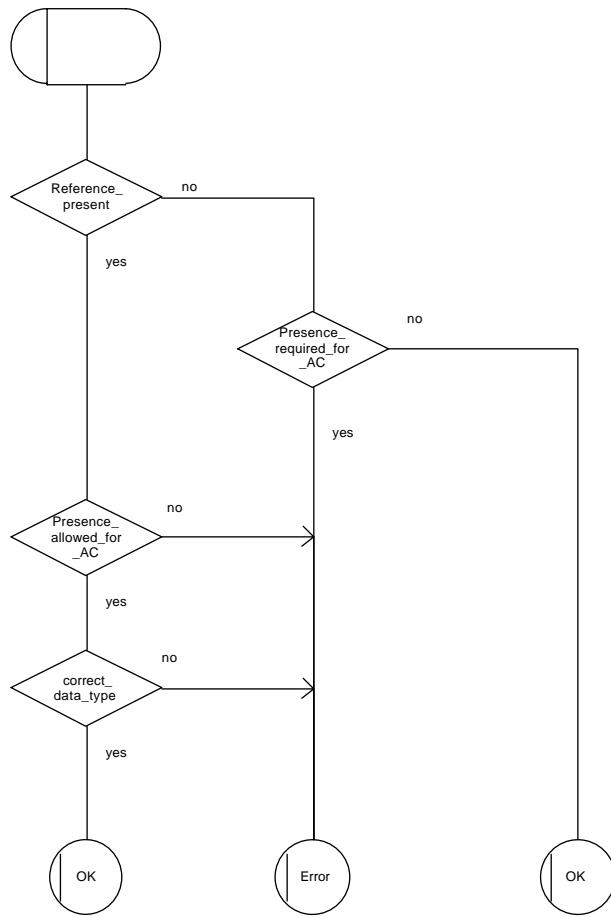 Reference_
present
no
yes
Presence_
required_for
_AC
no
yes
Presence_
allowed_for
_AC
no
yes
correct_
data_type
no
yes
OK
Error
OK